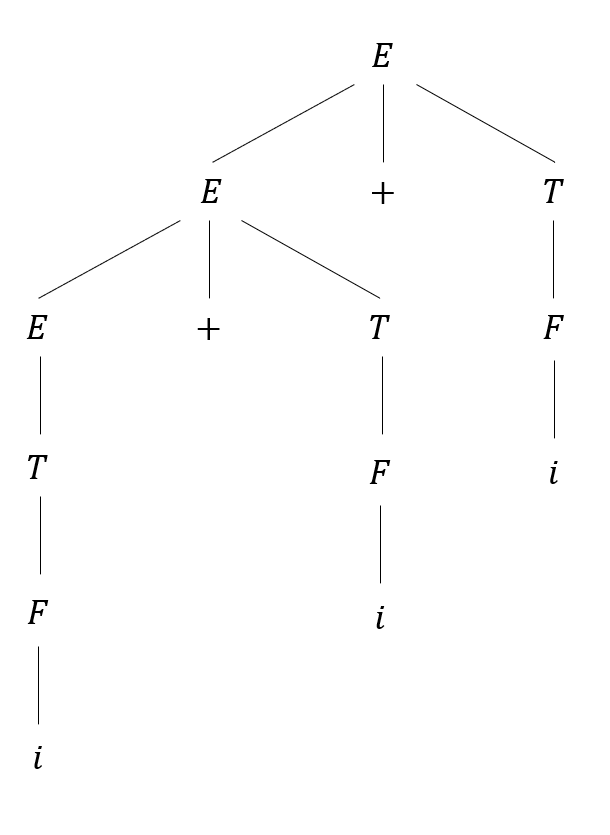 E
E + T
E + T F
T F i
F i
i